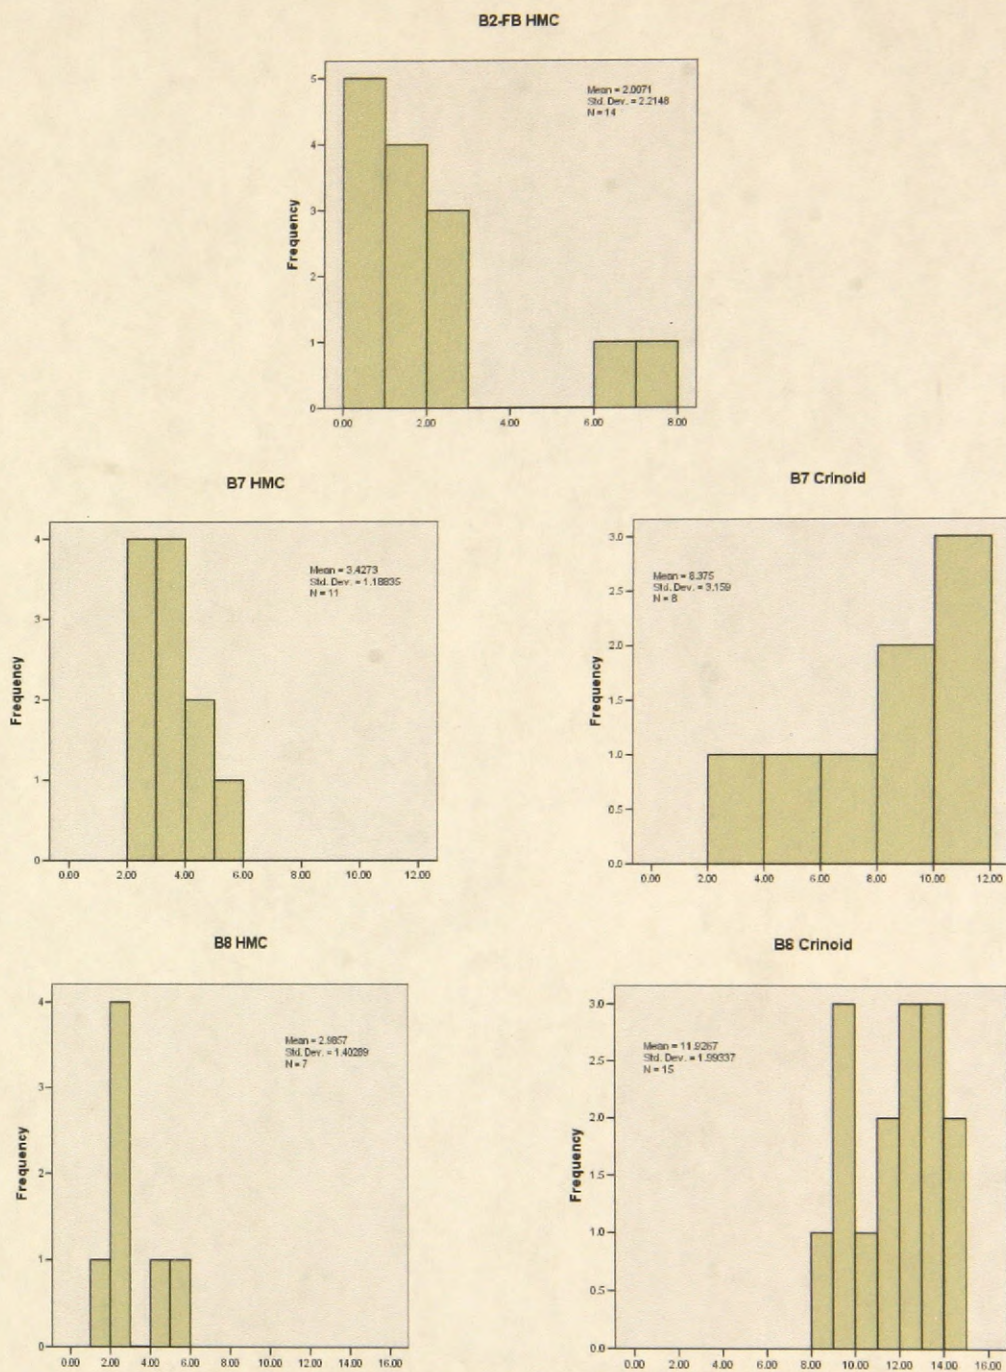 B2-FB HMC
Mean = 2.0071
Std. Dev. = 2.2148
N = 14
Frequency
5
4
3
2
1
0
0.00 2.00 4.00 6.00 8.00
B7 HMC
Mean = 3.4273
Std. Dev. = 1.18835
N = 11
Frequency
4
3
2
1
0
0.00 2.00 4.00 6.00 8.00 10.00 12.00
B7 Crinoid
Mean = 8.375
Std. Dev. = 3.159
N = 8
Frequency
3.0
2.5
2.0
1.5
1.0
0.5
0.0
0.00 2.00 4.00 6.00 8.00 10.00 12.00
B8 HMC
Mean = 2.9857
Std. Dev. = 1.40289
N = 7
Frequency
4
3
2
1
0
0.00 2.00 4.00 6.00 8.00 10.00 12.00 14.00 16.00
B8 Crinoid
Mean = 11.9267
Std. Dev. = 1.99337
N = 15
Frequency
3.0
2.5
2.0
1.5
1.0
0.5
0.0
0.00 2.00 4.00 6.00 8.00 10.00 12.00 14.00 16.00